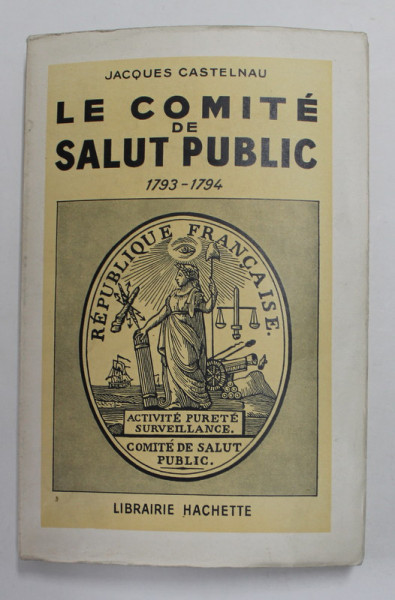 JACQUES CASTELNAU
LE COMITÉ
DE
SALUT PUBLIC
1793-1794
RÉPUBLIQUE FRANÇAISE.
ACTIVITÉ PURETÉ
SURVEILLANCE.
COMITÉ DE SALUT
PUBLIC.
LIBRAIRIE HACHETTE